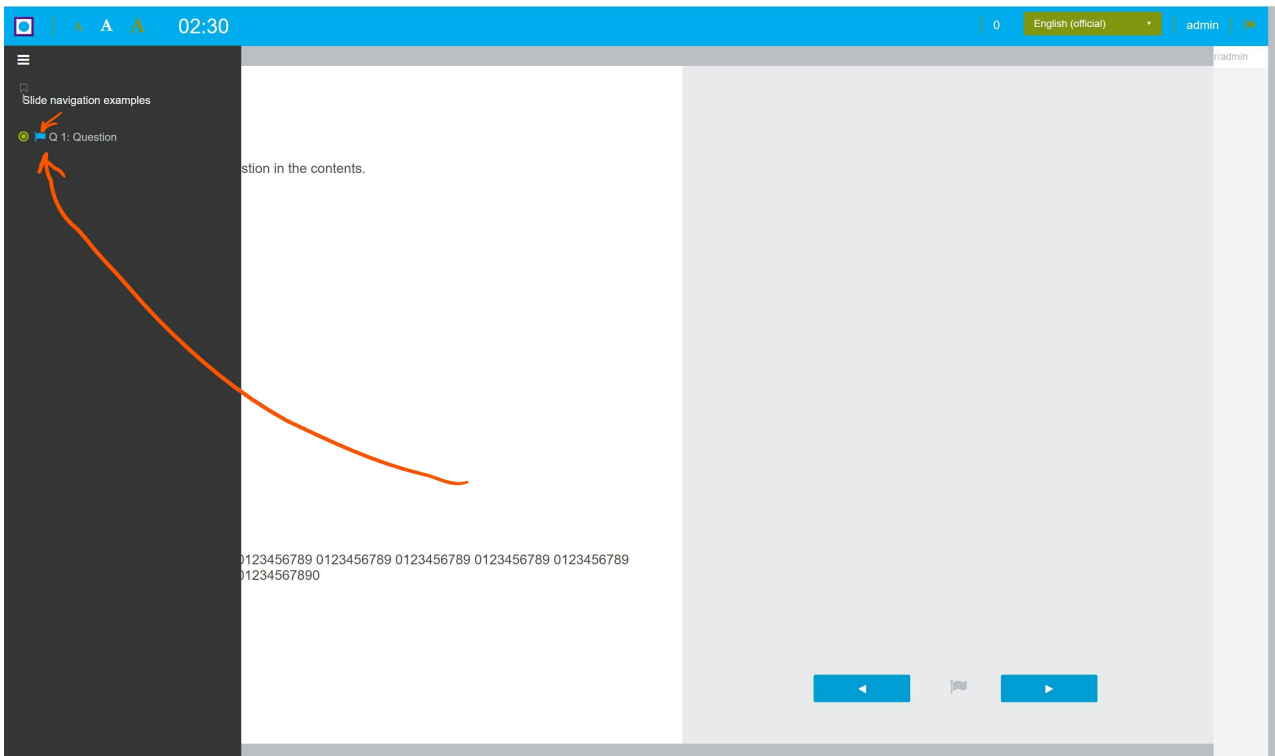 A A A 02:30 0 English (official) admin
r/admin
Slide navigation examples
Q 1: Question
stion in the contents.
0123456789 0123456789 0123456789 0123456789 0123456789
01234567890